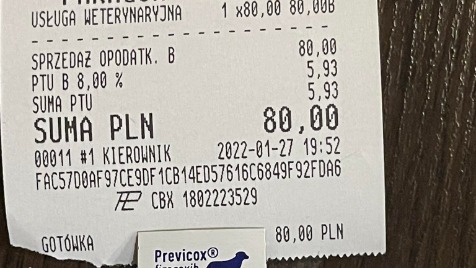 USŁUGA WETERYNARYJNA 1 x80,00 80,00B
SPRZEDAŻ OPODATK. B 80,00
PTU B 8,00 % 5,93
SUMA PTU 5,93
SUMA PLN 80,00
00011 #1 KIEROWNIK 2022-01-27 19:52
FAC57D0AF97CE9DF1CB14ED57616C6849F92FDA6
CBX 1802223529
GOTÓWKA 80,00 PLN
Previcox®